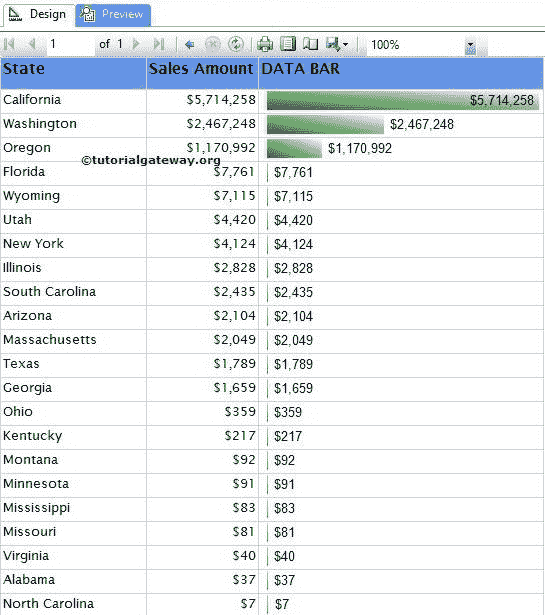 Design Preview
1 of 1 100%
State Sales Amount DATA BAR
California $5,714,258 $5,714,258
Washington $2,467,248 $2,467,248
Oregon $1,170,992 $1,170,992
©tutorialgateway.org
Florida $7,761 $7,761
Wyoming $7,115 $7,115
Utah $4,420 $4,420
New York $4,124 $4,124
Illinois $2,828 $2,828
South Carolina $2,435 $2,435
Arizona $2,104 $2,104
Massachusetts $2,049 $2,049
Texas $1,789 $1,789
Georgia $1,659 $1,659
Ohio $359 $359
Kentucky $217 $217
Montana $92 $92
Minnesota $91 $91
Mississippi $83 $83
Missouri $81 $81
Virginia $40 $40
Alabama $37 $37
North Carolina $7 $7